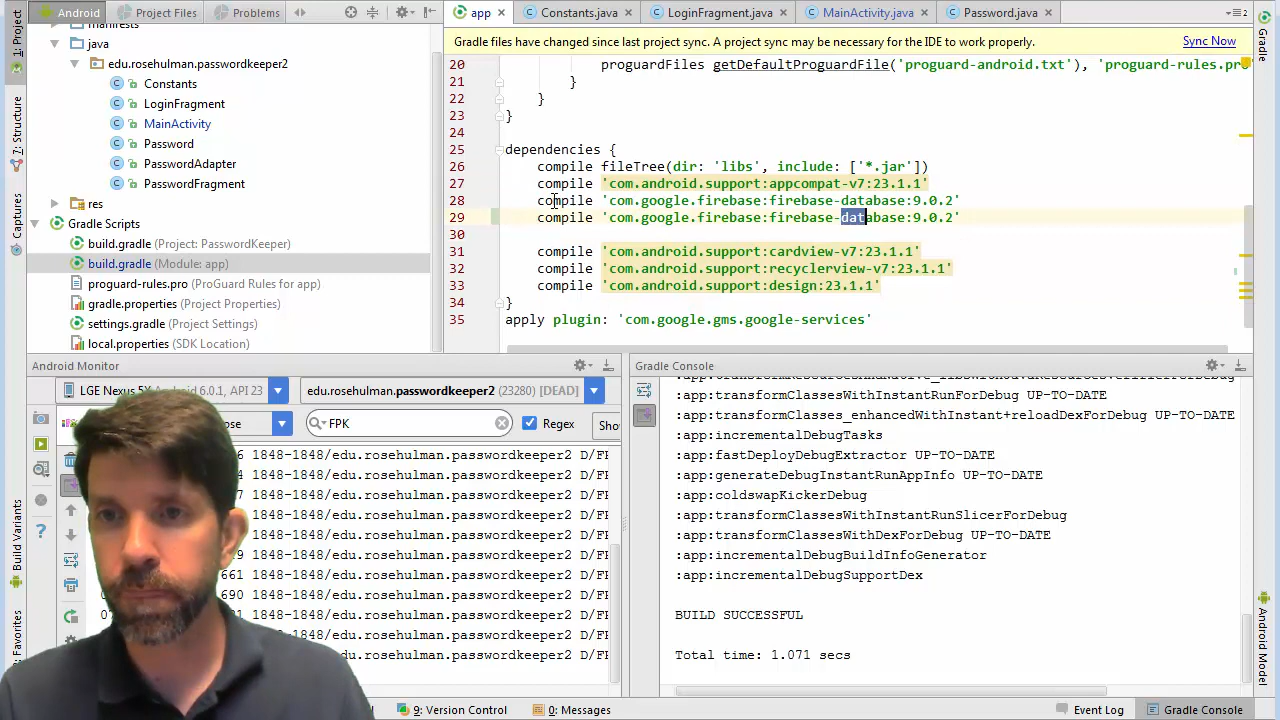 Android
Project Files
Problems
app
Constants.java
LoginFragment.java
MainActivity.java
Password.java
Gradle files have changed since last project sync. A project sync may be necessary for the IDE to work properly.
Sync Now
manifests
java
edu.rosehulman.passwordkeeper2
Constants
LoginFragment
MainActivity
Password
PasswordAdapter
PasswordFragment
res
Gradle Scripts
build.gradle (Project: PasswordKeeper)
build.gradle (Module: app)
proguard-rules.pro (ProGuard Rules for app)
gradle.properties (Project Properties)
settings.gradle (Project Settings)
local.properties (SDK Location)
20 proguardFiles getDefaultProguardFile('proguard-android.txt'), 'proguard-rules.pro
21 }
22 }
23 }
24
25 dependencies {
26 compile fileTree(dir: 'libs', include: ['*.jar'])
27 compile 'com.android.support:appcompat-v7:23.1.1'
28 compile 'com.google.firebase:firebase-database:9.0.2'
29 compile 'com.google.firebase:firebase-database:9.0.2'
30
31 compile 'com.android.support:cardview-v7:23.1.1'
32 compile 'com.android.support:recyclerview-v7:23.1.1'
33 compile 'com.android.support:design:23.1.1'
34 }
35 apply plugin: 'com.google.gms.google-services'
1: Project
7: Structure
Captures
Build Variants
Favorites
Gradle
Android Model
Android Monitor
LGE Nexus 5X Android 6.0.1, API 23
edu.rosehulman.passwordkeeper2 (23280) [DEAD]
FPK
Regex
1848-1848/edu.rosehulman.passwordkeeper2 D/FP
1848-1848/edu.rosehulman.passwordkeeper2 D/FP
1848-1848/edu.rosehulman.passwordkeeper2 D/FP
1848-1848/edu.rosehulman.passwordkeeper2 D/FP
1848-1848/edu.rosehulman.passwordkeeper2 D/FP
1848-1848/edu.rosehulman.passwordkeeper2 D/FP
661 1848-1848/edu.rosehulman.passwordkeeper2 D/FP
690 1848-1848/edu.rosehulman.passwordkeeper2 D/FP
1848-1848/edu.rosehulman.passwordkeeper2 D/FP
1848-1848/edu.rosehulman.passwordkeeper2 D/FP
1848-1848/edu.rosehulman.passwordkeeper2 D/FP
Gradle Console
:app:transformClassesWithInstantRunForDebug UP-TO-DATE
:app:transformClasses_enhancedWithInstant+reloadDexForDebug UP-TO-DATE
:app:incrementalDebugTasks
:app:fastDeployDebugExtractor UP-TO-DATE
:app:generateDebugInstantRunAppInfo UP-TO-DATE
:app:coldswapKickerDebug
:app:transformClassesWithInstantRunSlicerForDebug
:app:transformClassesWithDexForDebug UP-TO-DATE
:app:incrementalDebugBuildInfoGenerator
:app:incrementalDebugSupportDex
BUILD SUCCESSFUL
Total time: 1.071 secs
9: Version Control
0: Messages
Event Log
Gradle Console